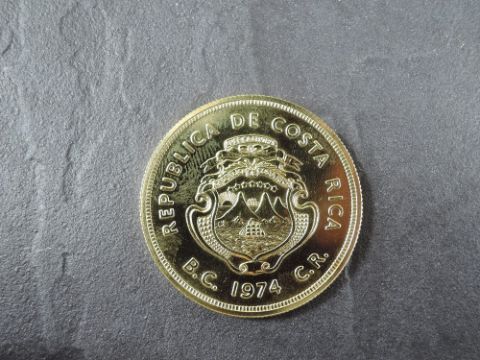 REPUBLICA DE COSTA RICA
B.C. 1974 C.R.